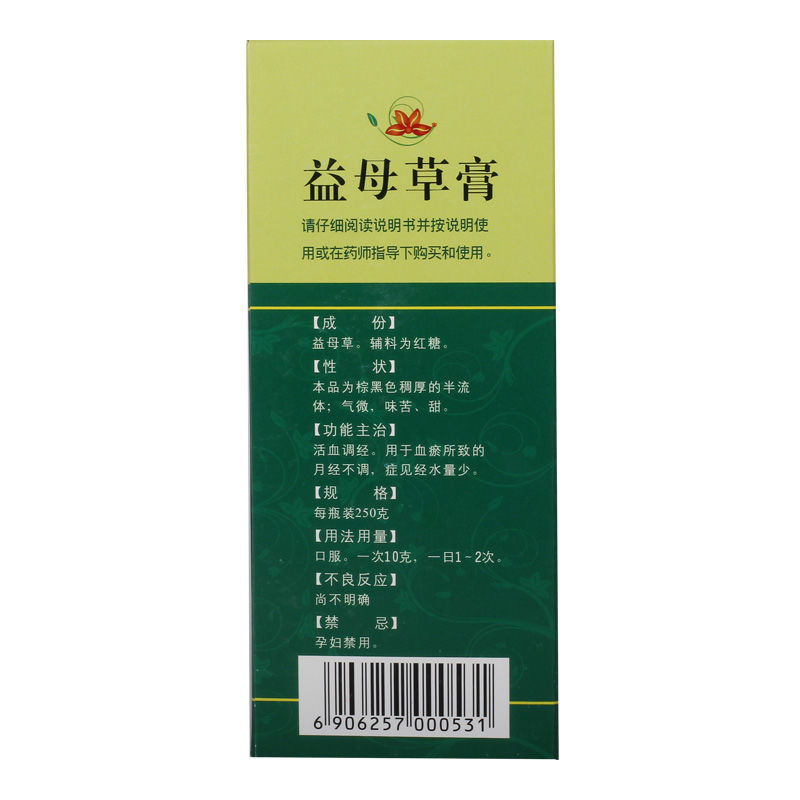 益母草膏
请仔细阅读说明书并按说明使
用或在药师指导下购买和使用。
【成　　份】
益母草。辅料为红糖。
【性　　状】
本品为棕黑色稠厚的半流
体；气微，味苦、甜。
【功能主治】
活血调经。用于血瘀所致的
月经不调，症见经水量少。
【规　　格】
每瓶装250克
【用法用量】
口服。一次10克，一日1～2次。
【不良反应】
尚不明确
【禁　　忌】
孕妇禁用。
6 906257 000531